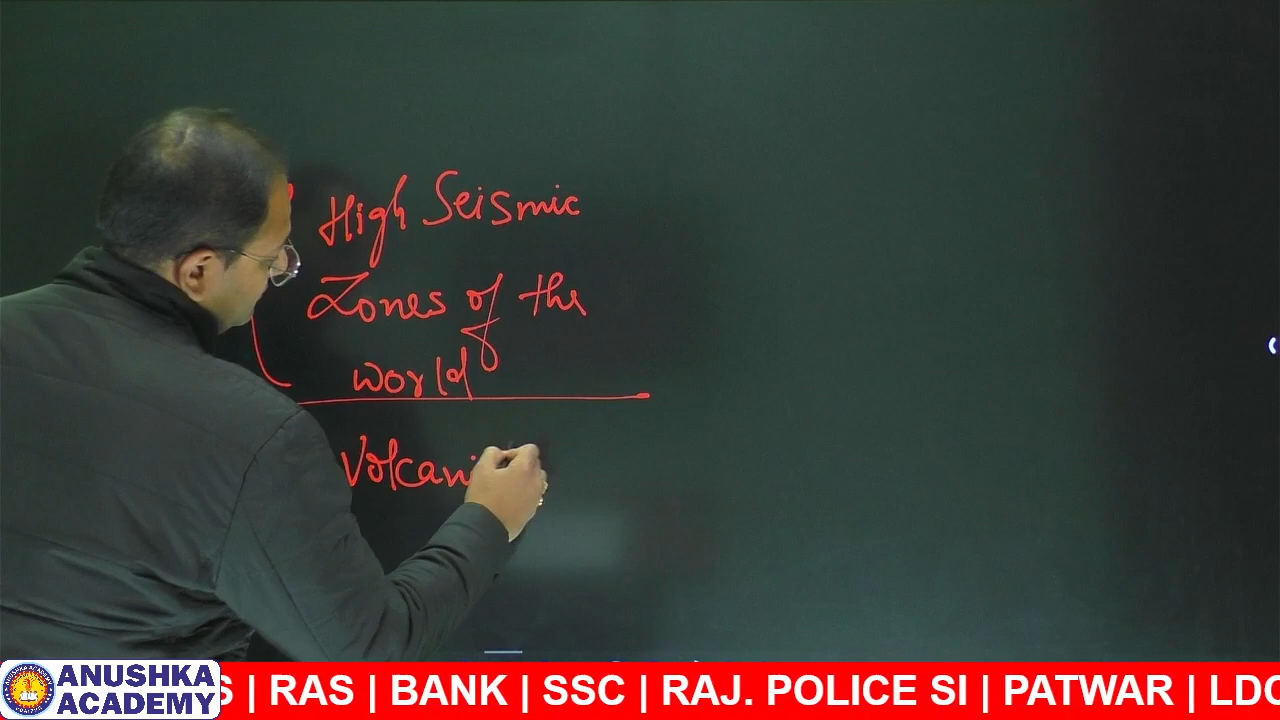 High Seismic
Zones of the
world
Volcani
ANUSHKA
ACADEMY
S | RAS | BANK | SSC | RAJ. POLICE SI | PATWAR | LDC